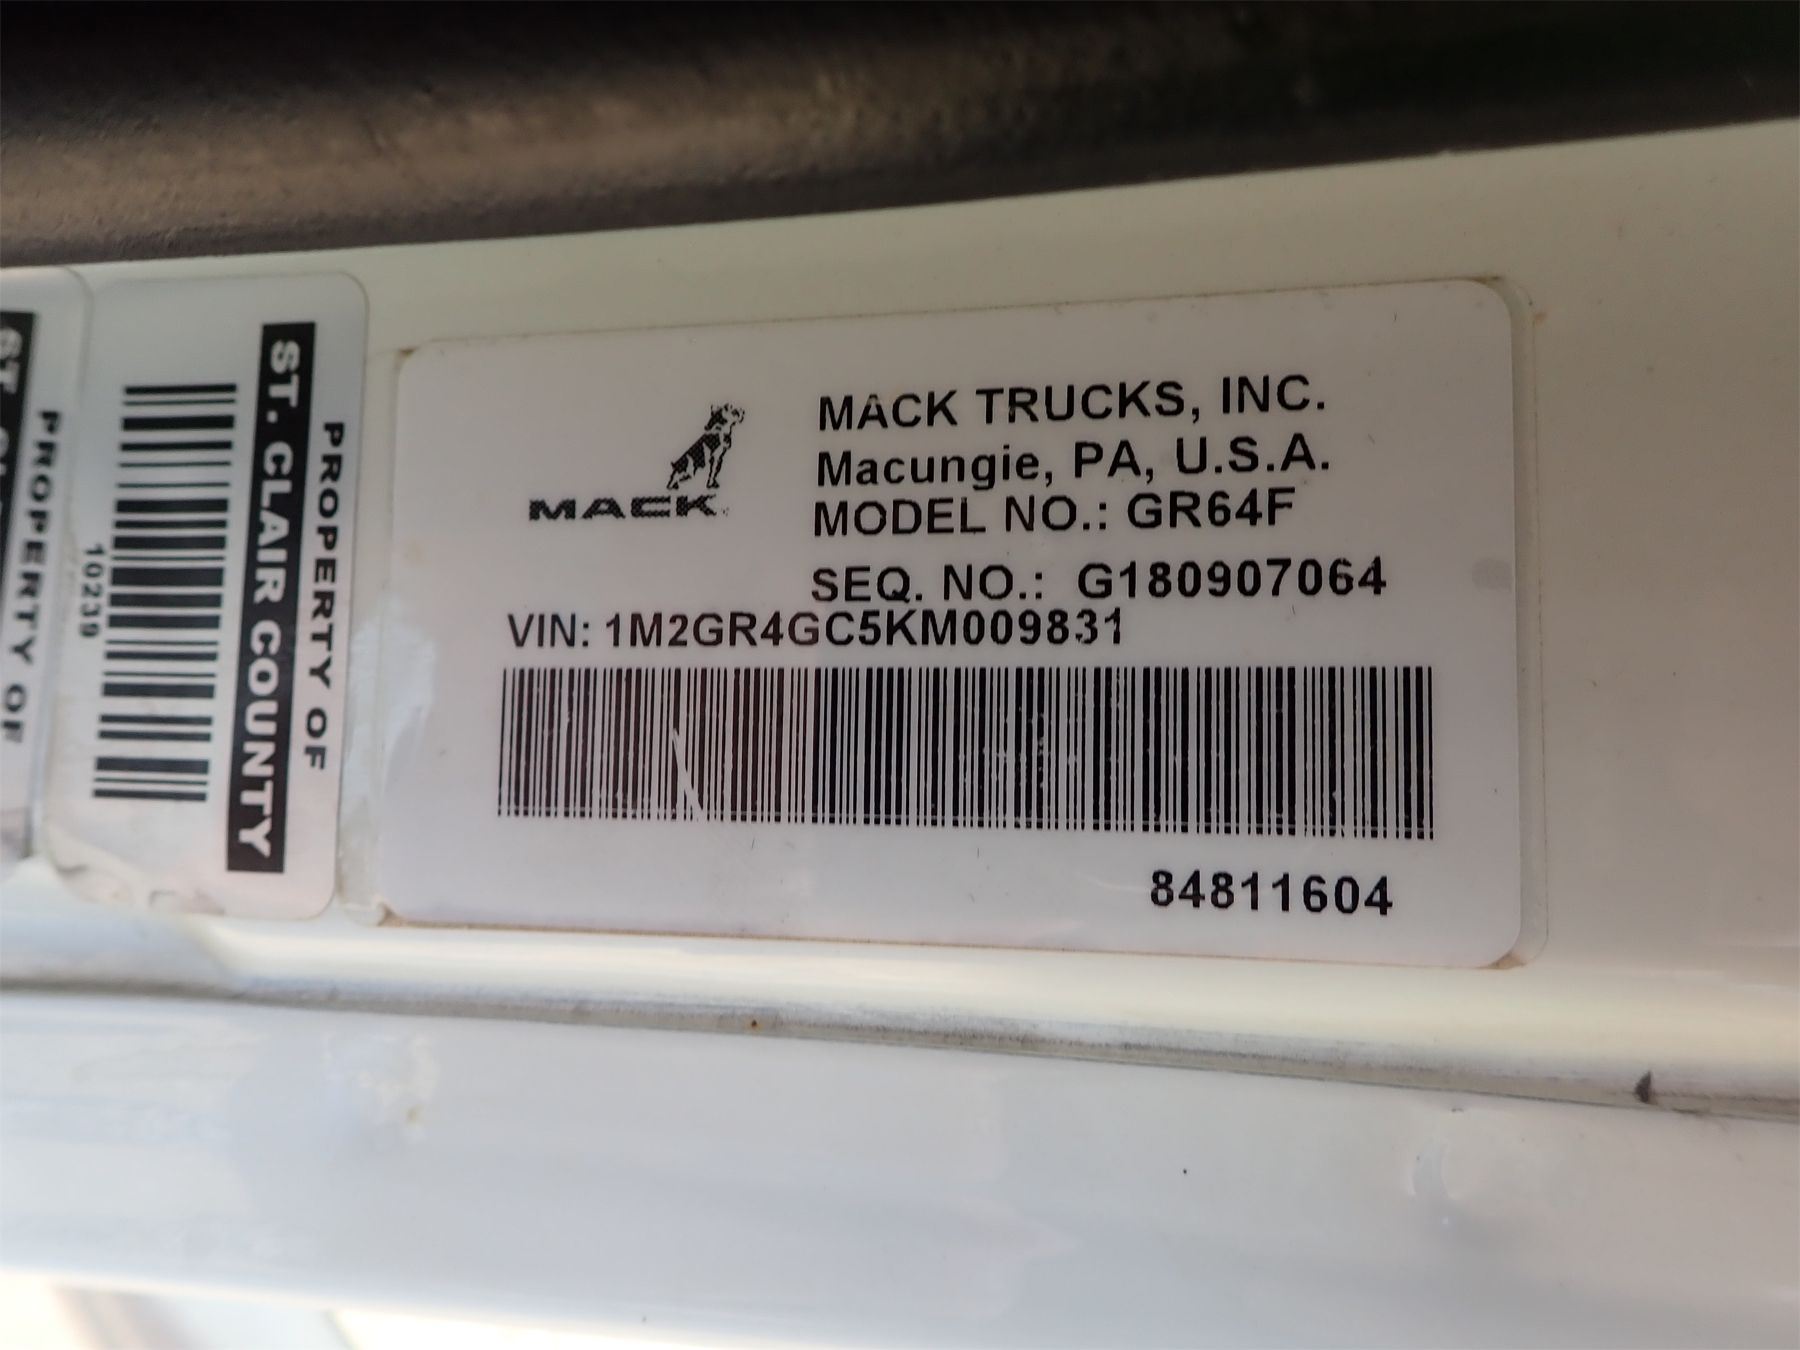 MACK
MACK TRUCKS, INC.
Macungie, PA, U.S.A.
MODEL NO.: GR64F
SEQ. NO.: G180907064
VIN: 1M2GR4GC5KM009831
84811604
PROPERTY OF
ST. CLAIR COUNTY
10239
PROPERTY OF
ST.